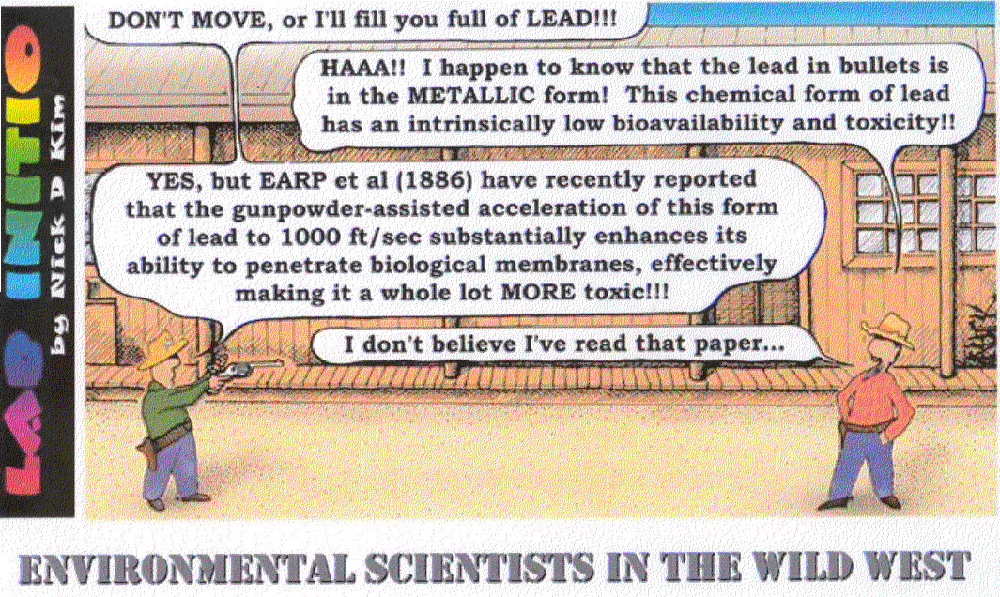 LAB INITIO
by Nick D Kim
DON'T MOVE, or I'll fill you full of LEAD!!!
HAAA!! I happen to know that the lead in bullets is
in the METALLIC form! This chemical form of lead
has an intrinsically low bioavailability and toxicity!!
YES, but EARP et al (1886) have recently reported
that the gunpowder-assisted acceleration of this form
of lead to 1000 ft/sec substantially enhances its
ability to penetrate biological membranes, effectively
making it a whole lot MORE toxic!!!
I don't believe I've read that paper...
ENVIRONMENTAL SCIENTISTS IN THE WILD WEST